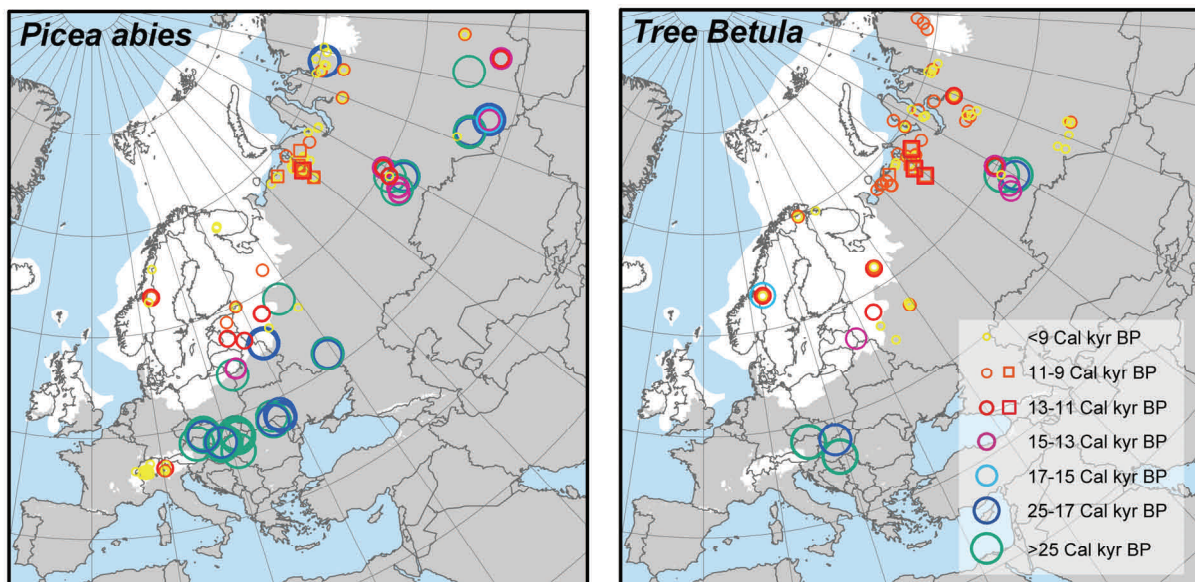 Picea abies
Tree Betula
<9 Cal kyr BP
11-9 Cal kyr BP
13-11 Cal kyr BP
15-13 Cal kyr BP
17-15 Cal kyr BP
25-17 Cal kyr BP
>25 Cal kyr BP